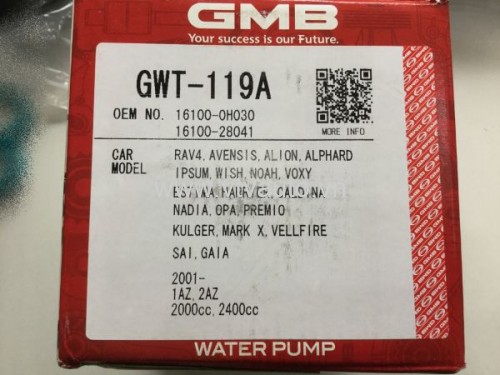 GMB
Your success is our Future.
GWT-119A
OEM NO. 16100-0H030
16100-28041
MORE INFO
CAR MODEL
RAV4, AVENSIS, ALION, ALPHARD
IPSUM, WISH, NOAH, VOXY
NADIA, OPA, PREMIO
KULGER, MARK X, VELLFIRE
SAI, GAIA
2001-
1AZ, 2AZ
2000cc, 2400cc
WATER PUMP